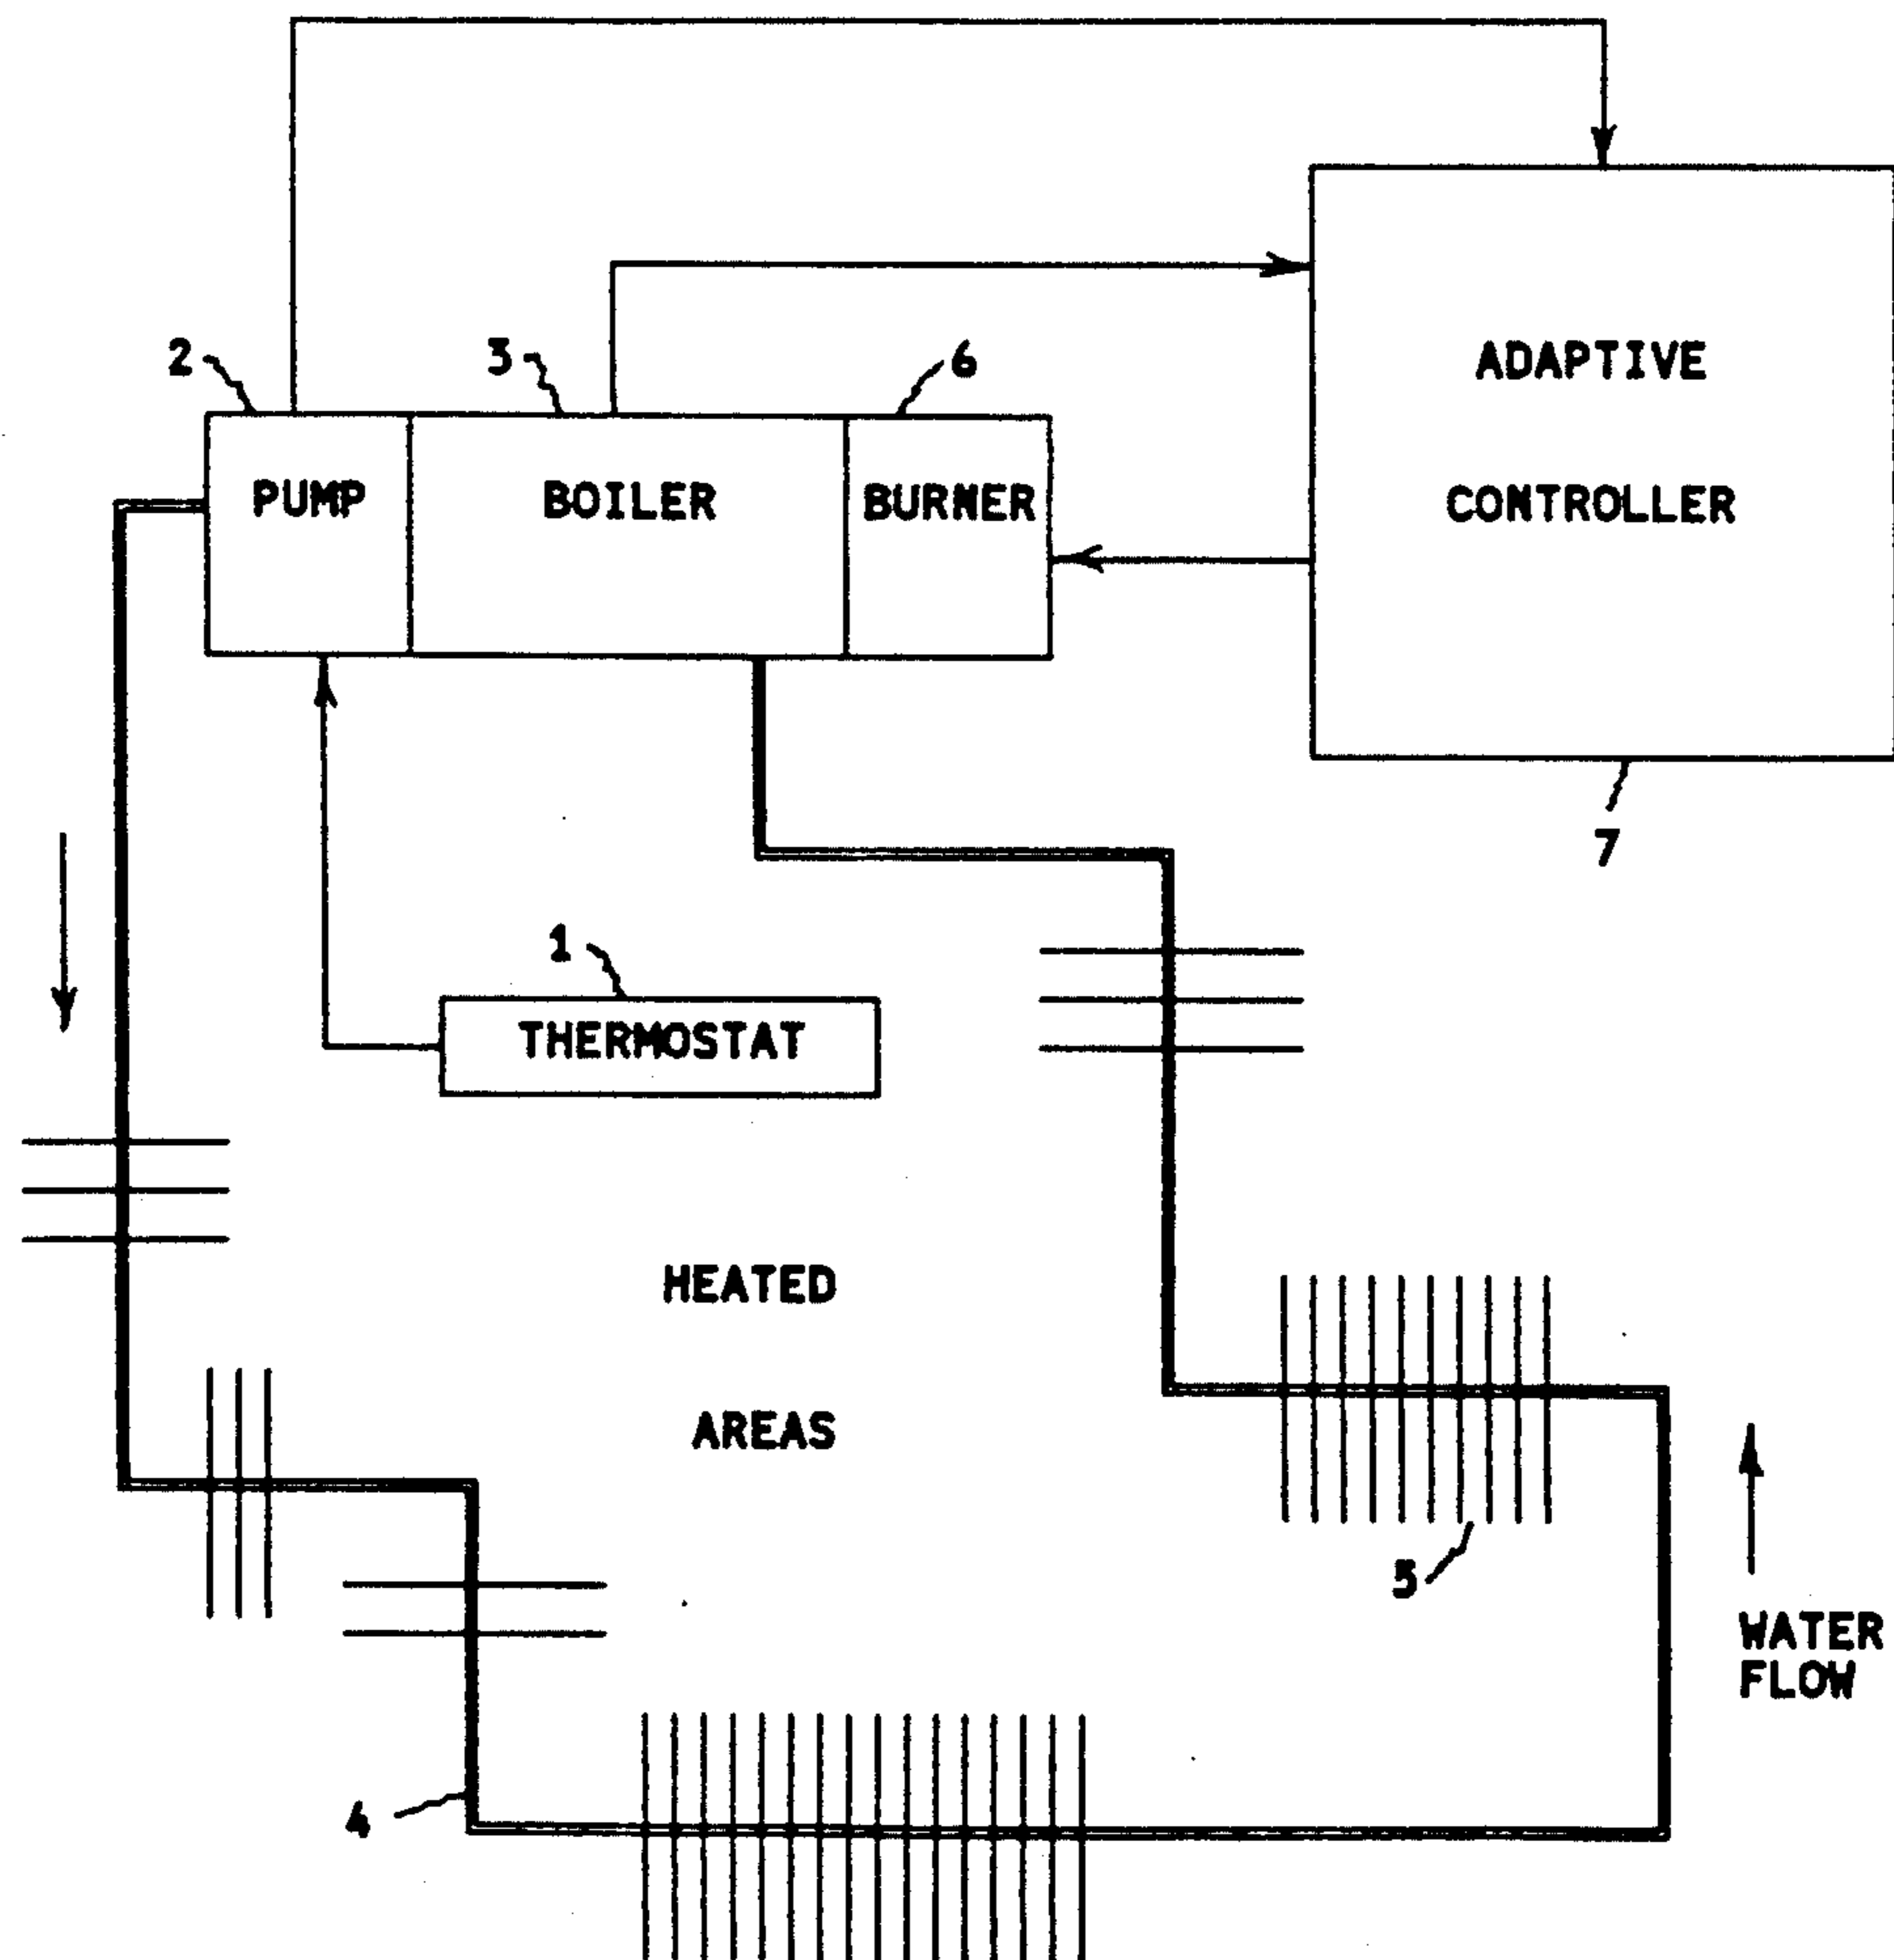 2
3
6
ADAPTIVE
CONTROLLER
PUMP
BOILER
BURNER
7
1
THERMOSTAT
HEATED
AREAS
5
WATER
FLOW
4